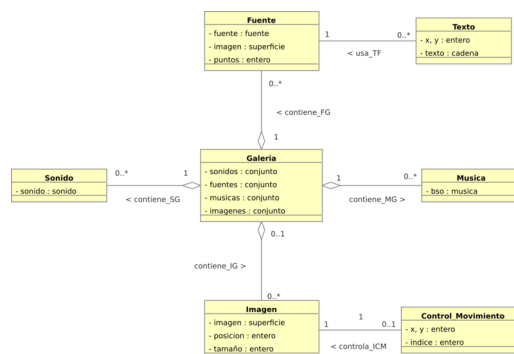 Fuente
- fuente : fuente
- imagen : superficie
- puntos : entero
1
0..*
< usa_TF
Texto
- x, y : entero
- texto : cadena
0..*
< contiene_FG
1
Galeria
- sonidos : conjunto
- fuentes : conjunto
- musicas : conjunto
- imagenes : conjunto
Sonido
- sonido : sonido
0..*
1
< contiene_SG
1
0..*
contiene_MG >
Musica
- bso : musica
0..1
contiene_IG >
0..*
Imagen
- imagen : superficie
- posicion : entero
- tamaño : entero
1
1
0..1
< controla_ICM
Control_Movimiento
- x, y : entero
- indice : entero